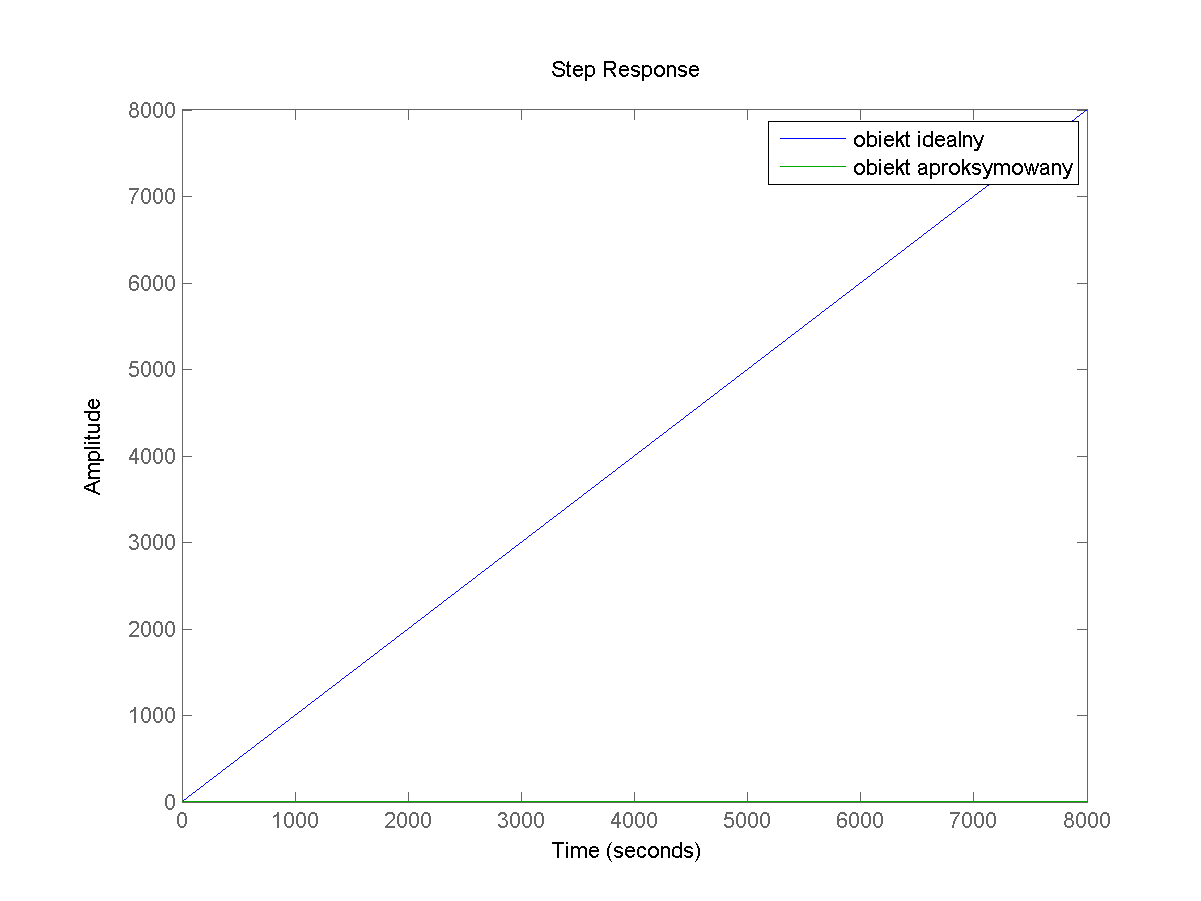 Step Response
obiekt idealny
obiekt aproksymowany
8000
7000
6000
5000
4000
3000
2000
1000
0
Amplitude
0 1000 2000 3000 4000 5000 6000 7000 8000
Time (seconds)